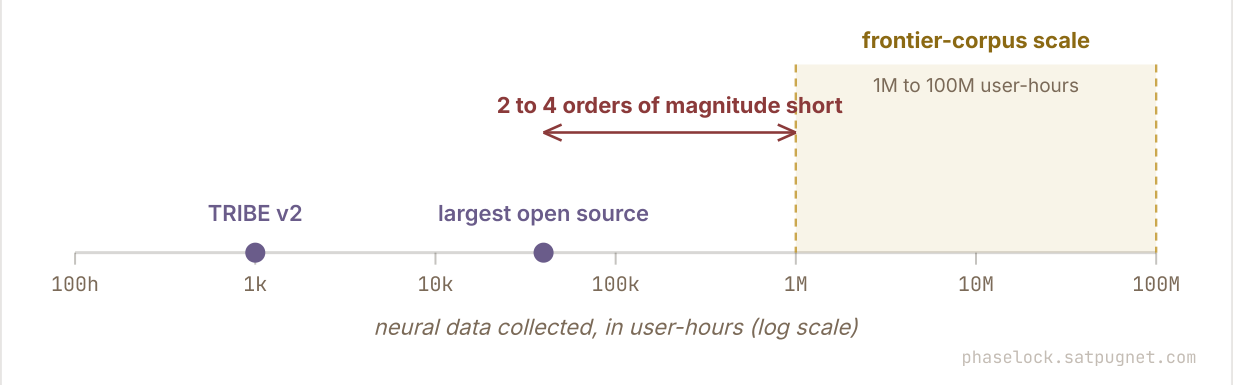 frontier-corpus scale
1M to 100M user-hours
2 to 4 orders of magnitude short
TRIBE v2
largest open source
100h
1k
10k
100k
1M
10M
100M
neural data collected, in user-hours (log scale)
phaselock.satpugnet.com